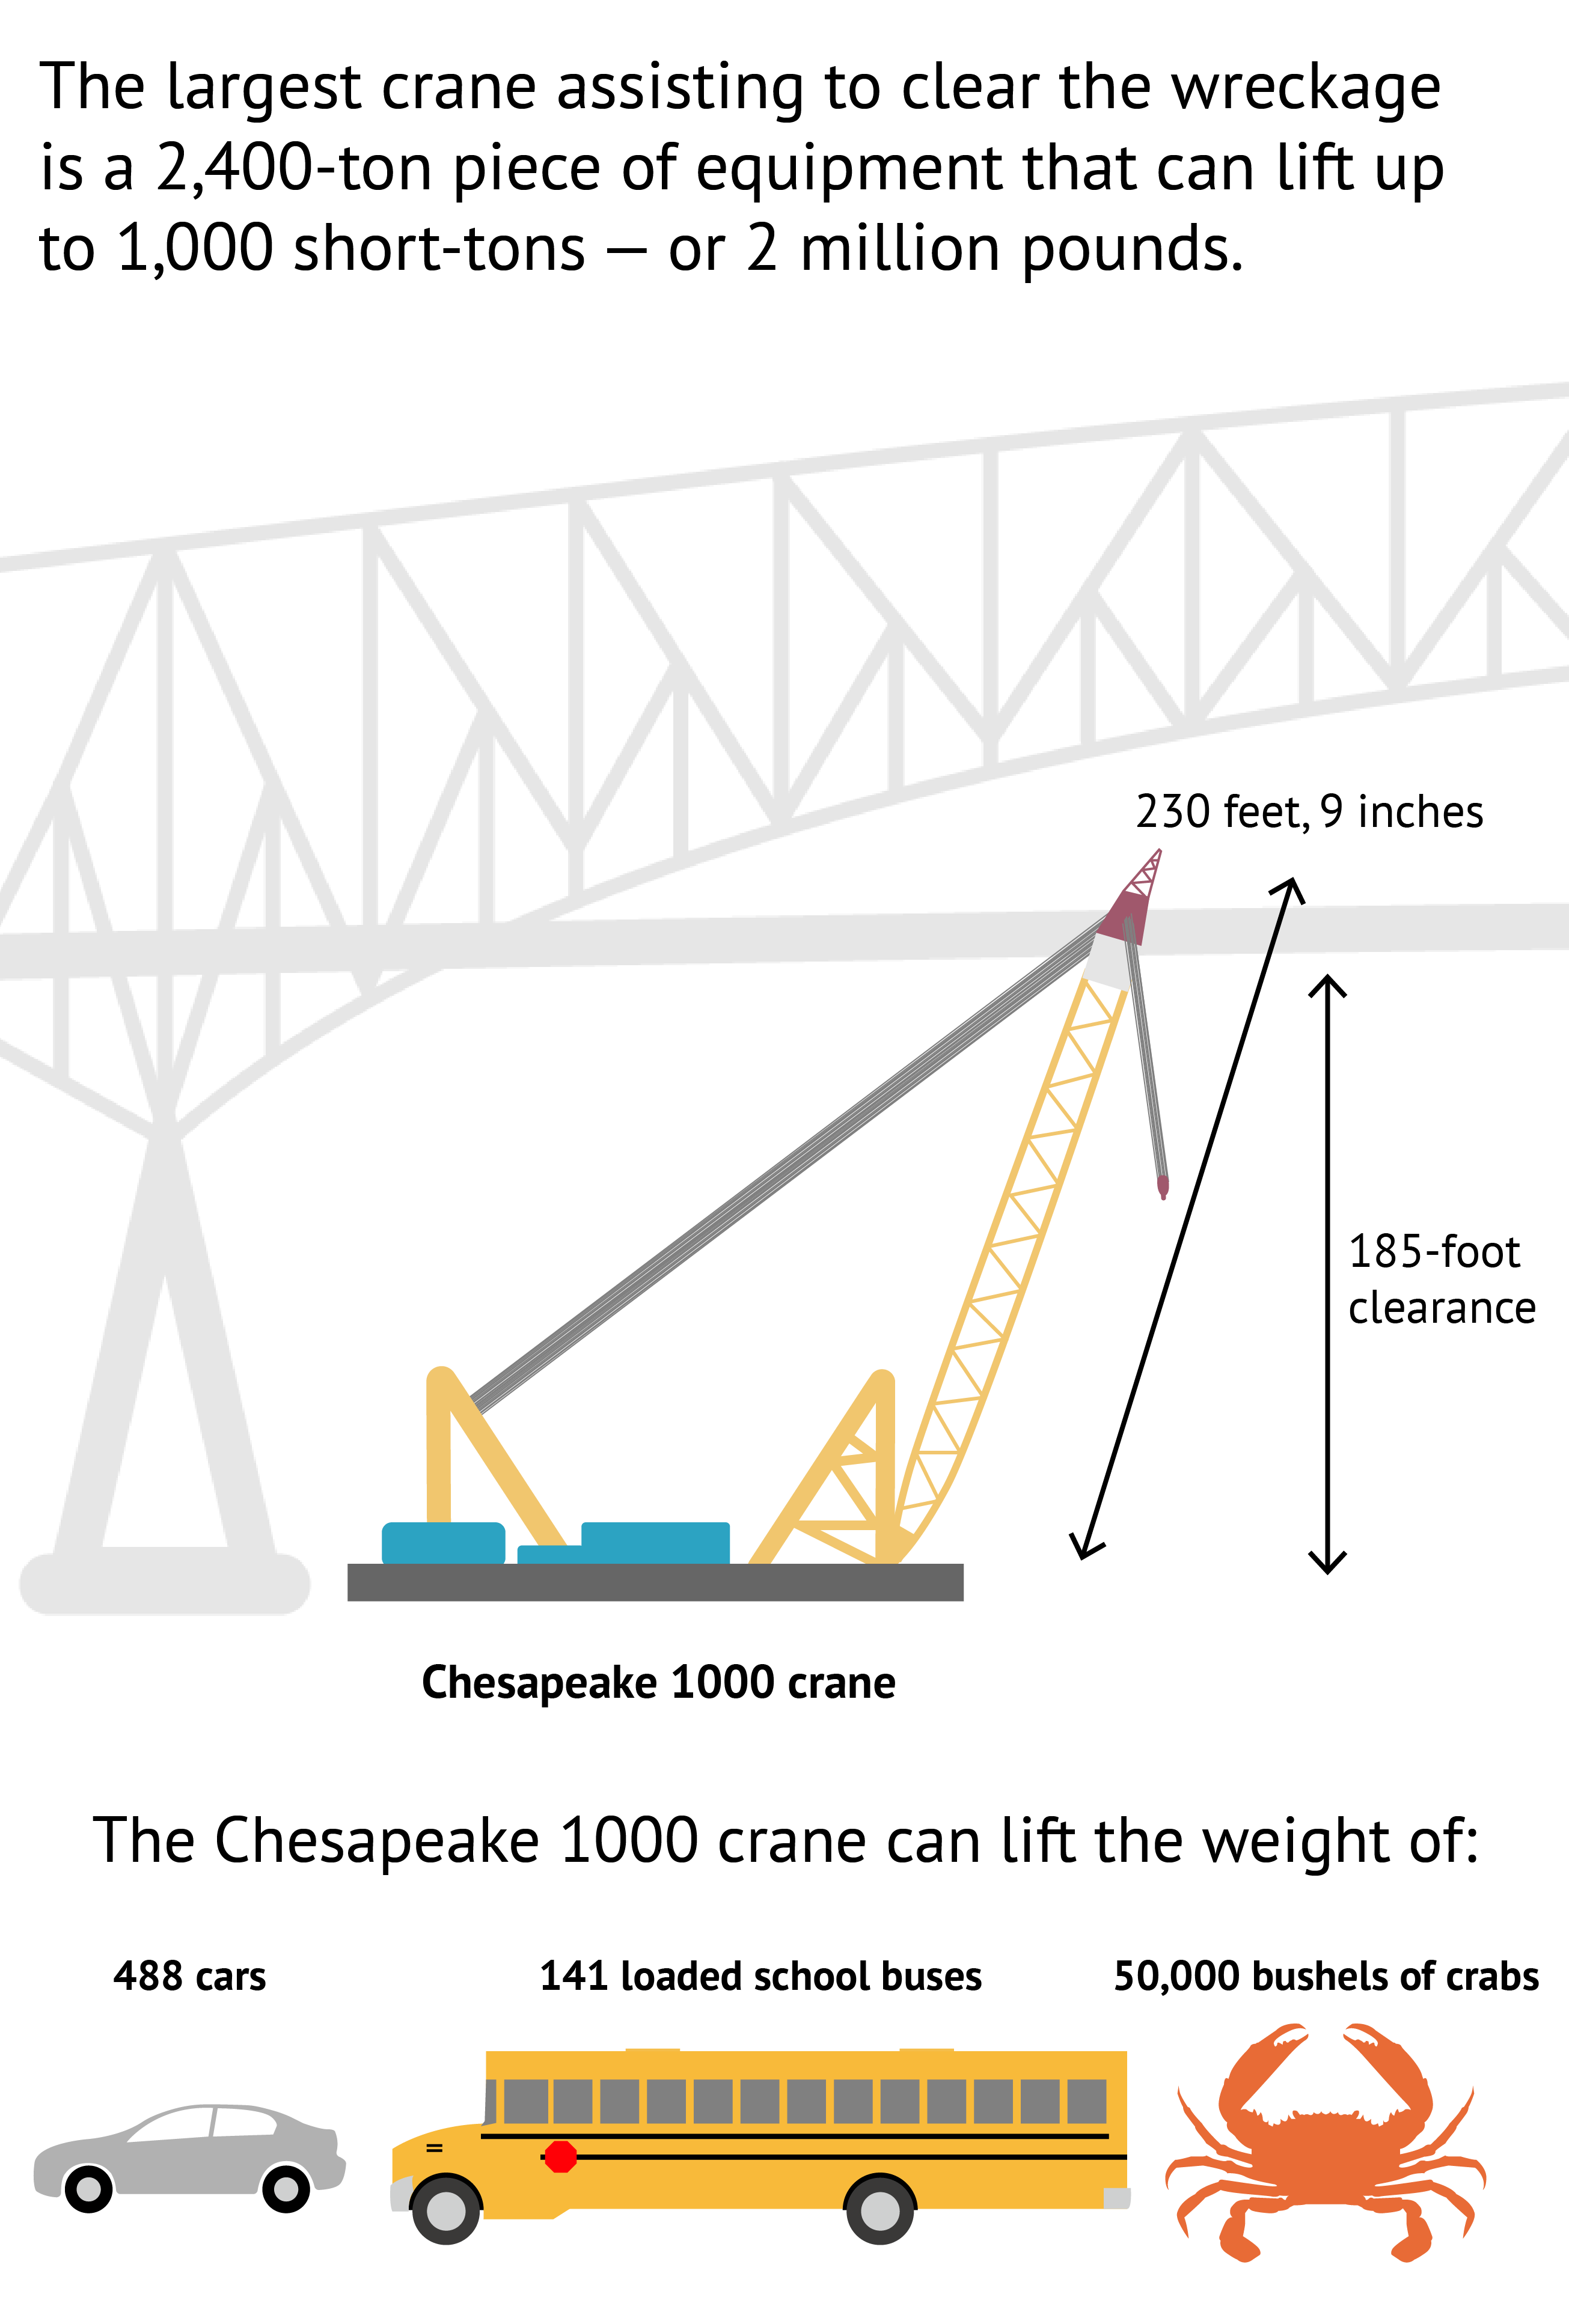 The largest crane assisting to clear the wreckage
is a 2,400-ton piece of equipment that can lift up
to 1,000 short-tons — or 2 million pounds.
230 feet, 9 inches
185-foot
clearance
Chesapeake 1000 crane
The Chesapeake 1000 crane can lift the weight of:
488 cars
141 loaded school buses
50,000 bushels of crabs